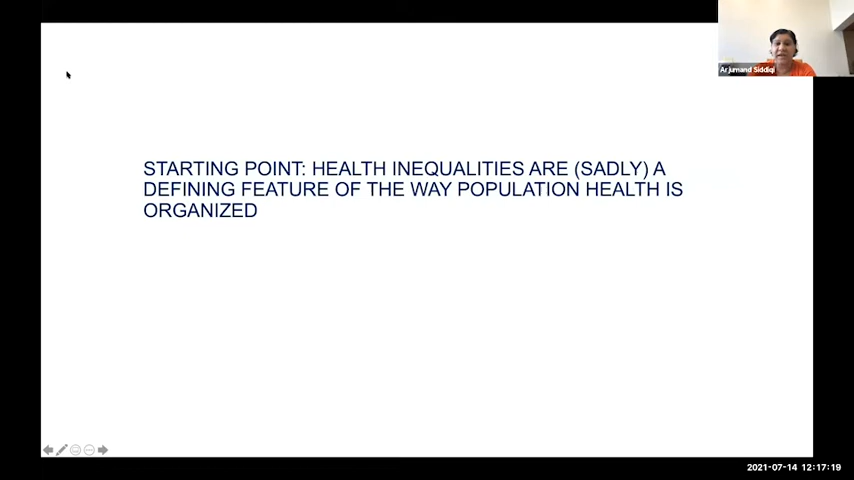 Arjumand Siddiqi
STARTING POINT: HEALTH INEQUALITIES ARE (SADLY) A
DEFINING FEATURE OF THE WAY POPULATION HEALTH IS
ORGANIZED
2021-07-14 12:17:19